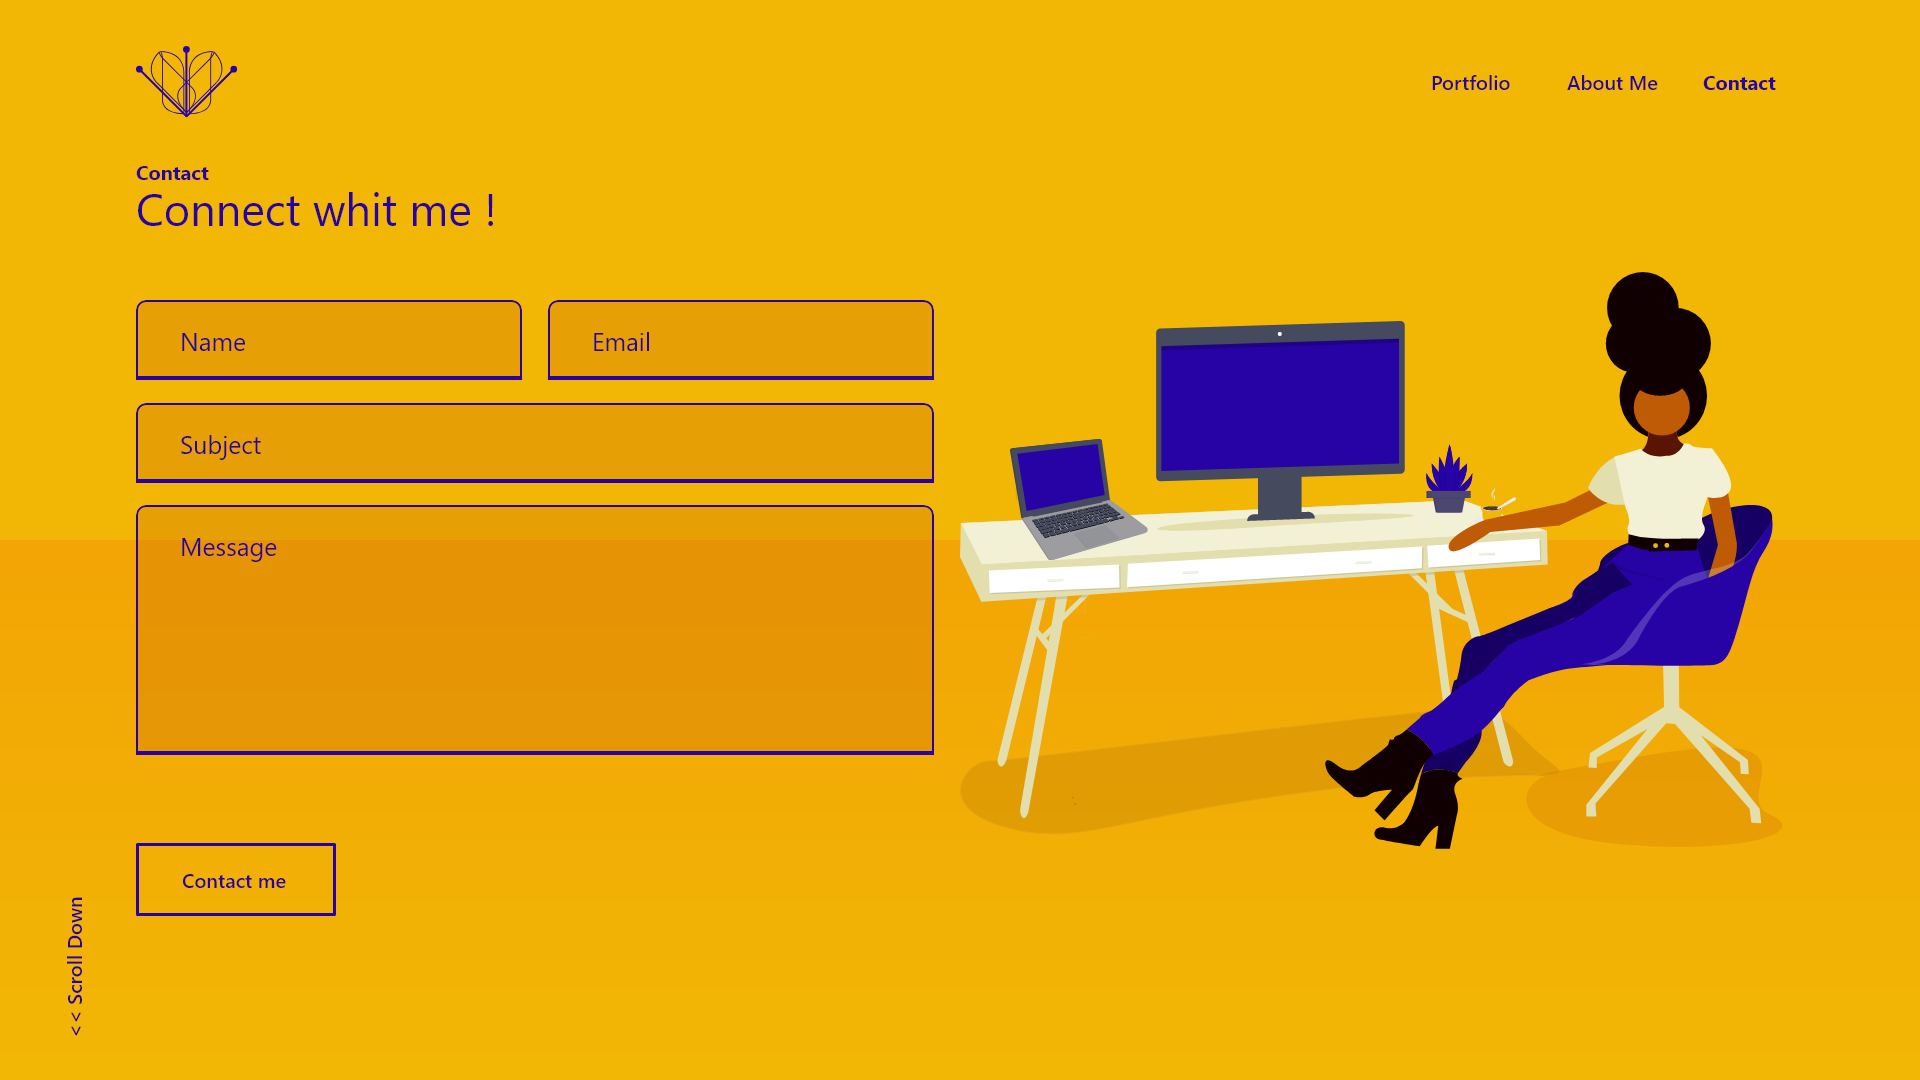 Portfolio About Me Contact
Contact
Connect whit me !
Name Email
Subject
Message
Contact me
<< Scroll Down